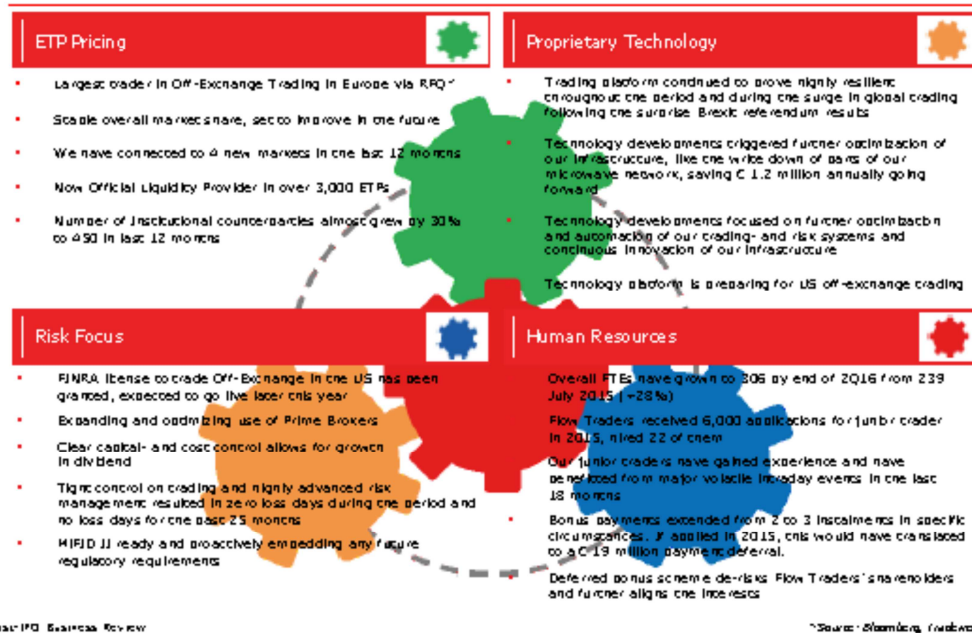 ETP Pricing
Largest trader in Off-Exchange Trading in Europe via RFQ*
Stable overall market share, set to improve in the future
We have connected to 4 new markets in the last 12 months
Now Official Liquidity Provider in over 3,000 ETPs
Number of Institutional counterparties almost grew by 30%
to 450 in last 12 months
Proprietary Technology
Trading platform continued to prove highly resilient
throughout the period and during the surge in global trading
following the surprise Brexit referendum results
Technology developments triggered further optimization of
our infrastructure, like the write down of parts of our
microwave network, saving € 1.2 million annually going
forward
Technology developments focused on further optimization
and automation of our trading- and risk systems and
continuous innovation of our infrastructure
Technology platform is preparing for US off-exchange trading
Risk Focus
FINRA license to trade Off-Exchange in the US has been
granted, expected to go live later this year
Expanding and optimizing use of Prime Brokers
Clear capital- and cost control allows for growth
in dividend
Tight control on trading and highly advanced risk
management resulted in zero loss days during the period and
no loss days for the past 25 months
MIFID II ready and proactively embedding any future
regulatory requirements
Human Resources
Overall FTEs have grown to 306 by end of 2Q16 from 239
July 2015 (+28%)
Flow Traders received 6,000 applications for junior trader
in 2015, hired 22 of them
Our junior traders have gained experience and have
benefitted from major volatile intraday events in the last
18 months
Bonus payments extended from 2 to 3 instalments in specific
circumstances. If applied in 2015, this would have translated
to a € 19 million payment deferral.
Deferred bonus scheme de-risks Flow Traders' shareholders
and further aligns the interests
IPO Business Review
*Source: Bloomberg,